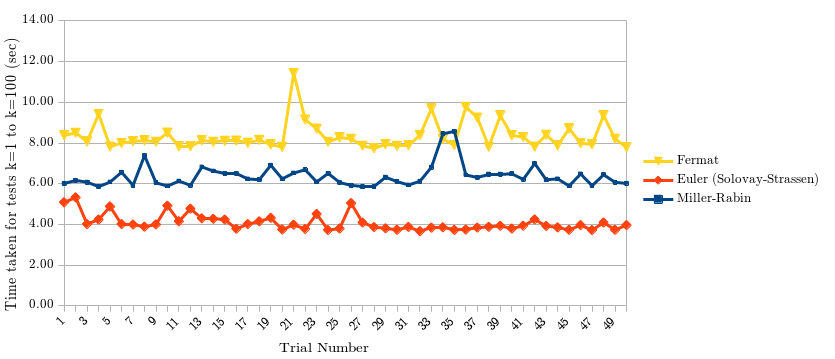 14.00
12.00
10.00
8.00
6.00
4.00
2.00
0.00
Time taken for tests k=1 to k=100 (sec)
1 3 5 7 9 11 13 15 17 19 21 23 25 27 29 31 33 35 37 39 41 43 45 47 49
Trial Number
Fermat
Euler (Solovay-Strassen)
Miller-Rabin